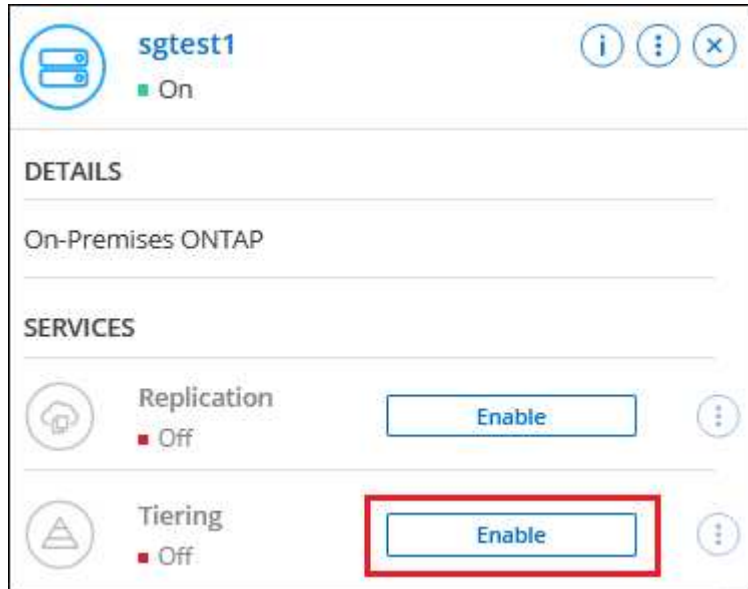 sgtest1
On
DETAILS
On-Premises ONTAP
SERVICES
Replication
Off
Enable
Tiering
Off
Enable